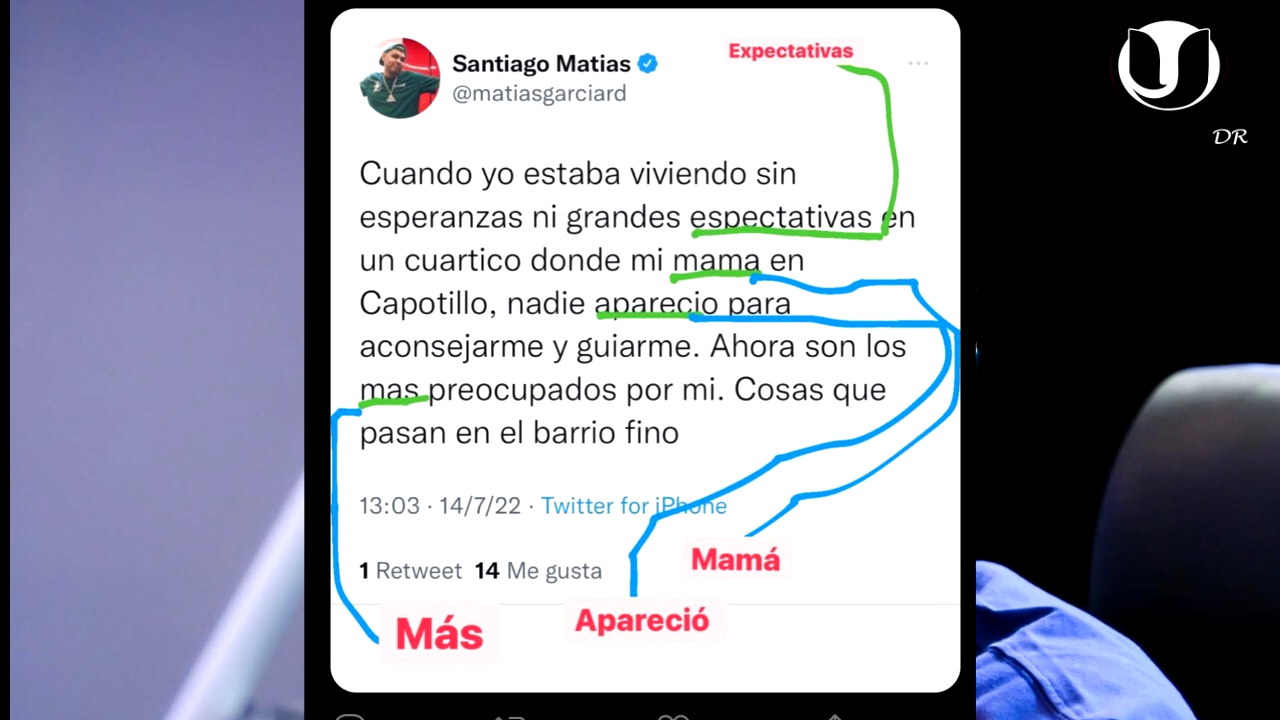 Santiago Matias
Expectativas
@matiasgarciard
Cuando yo estaba viviendo sin
esperanzas ni grandes espectativas en
un cuartico donde mi mama en
Capotillo, nadie aparecio para
aconsejarme y guiarme. Ahora son los
mas preocupados por mi. Cosas que
pasan en el barrio fino
13:03 · 14/7/22 · Twitter for iPhone
1 Retweet 14 Me gusta
Mamá
Apareció
Más
DR